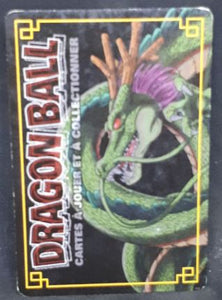 DRAGON BALL
CARTES À JOUER ET À COLLECTIONNER